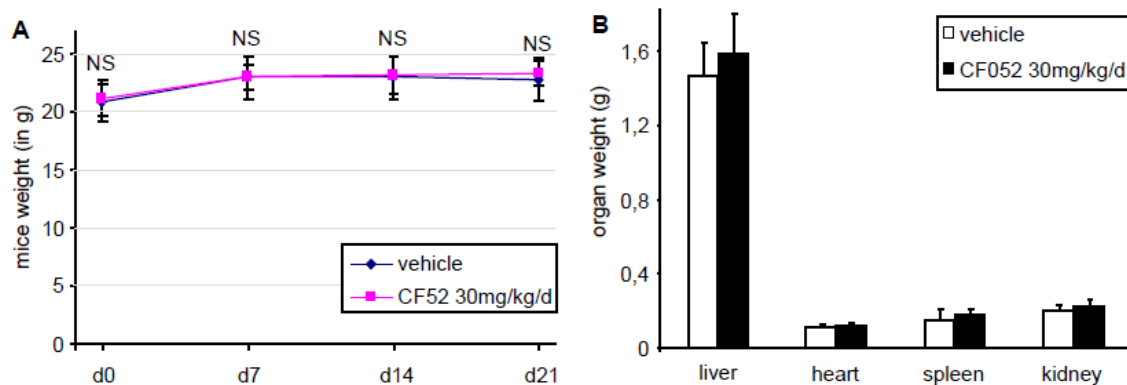 A
mice weight (in g)
25
20
15
10
5
0
NS
NS
NS
NS
d0
d7
d14
d21
vehicle
CF52 30mg/kg/d
B
organ weight (g)
1,6
1,2
0,8
0,4
0
liver
heart
spleen
kidney
vehicle
CF052 30mg/kg/d